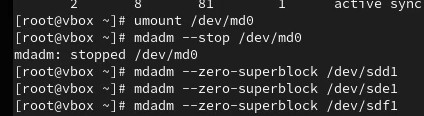 2 8 81 1 active sync
[root@vbox ~]# umount /dev/md0
[root@vbox ~]# mdadm --stop /dev/md0
mdadm: stopped /dev/md0
[root@vbox ~]# mdadm --zero-superblock /dev/sdd1
[root@vbox ~]# mdadm --zero-superblock /dev/sde1
[root@vbox ~]# mdadm --zero-superblock /dev/sdf1